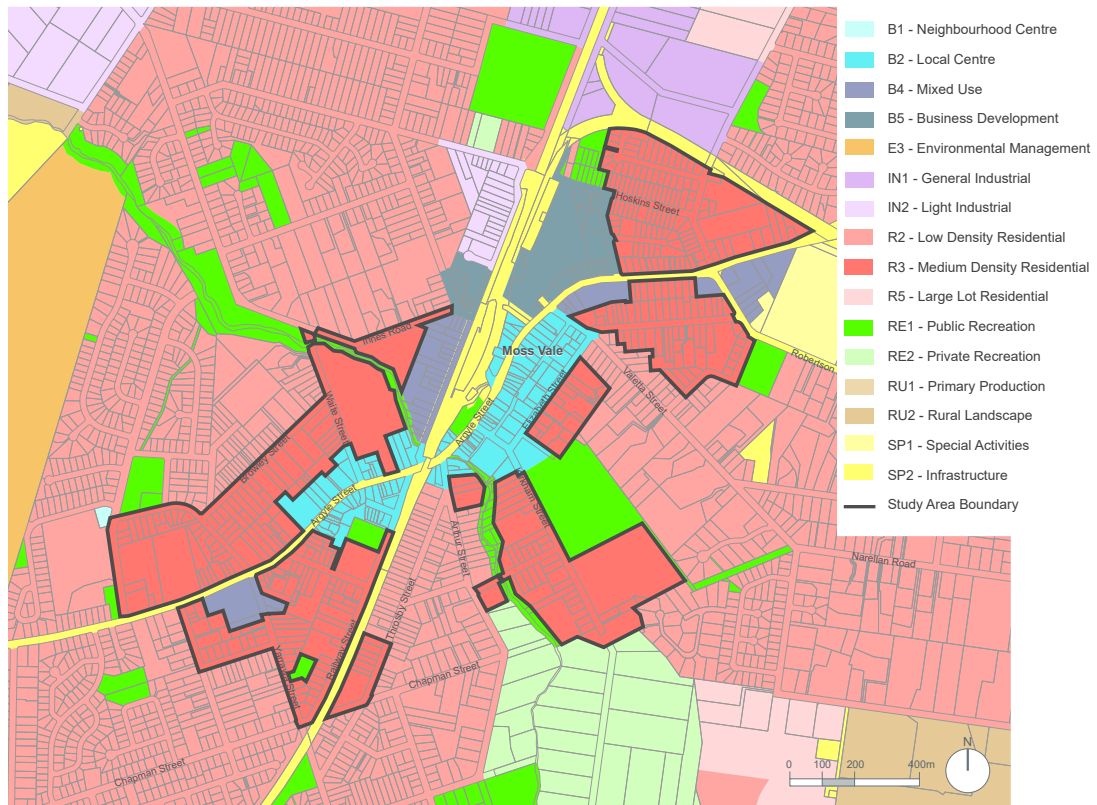 B1 - Neighbourhood Centre
B2 - Local Centre
B4 - Mixed Use
B5 - Business Development
E3 - Environmental Management
IN1 - General Industrial
IN2 - Light Industrial
R2 - Low Density Residential
R3 - Medium Density Residential
R5 - Large Lot Residential
RE1 - Public Recreation
RE2 - Private Recreation
RU1 - Primary Production
RU2 - Rural Landscape
SP1 - Special Activities
SP2 - Infrastructure
Study Area Boundary
Hoskins Street
Innes Road
Moss Vale
Robertson
Valetta Street
Elizabeth Street
Waite Street
Argyle Street
Browley Street
Argyle Street
Arthur Street
Narellan Road
Throsby Street
Railway Street
Chapman Street
Chapman Street
N
0 100 200 400m